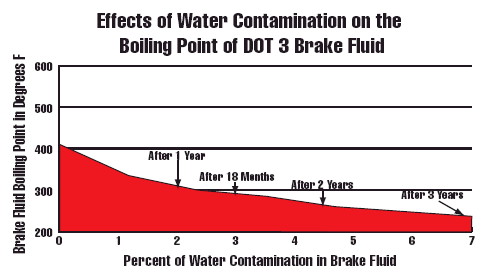 Effects of Water Contamination on the
Boiling Point of DOT 3 Brake Fluid
Brake Fluid Boiling Point in Degrees F
600
500
400
300
200
After 1 Year
After 18 Months
After 2 Years
After 3 Years
0 1 2 3 4 5 6 7
Percent of Water Contamination in Brake Fluid